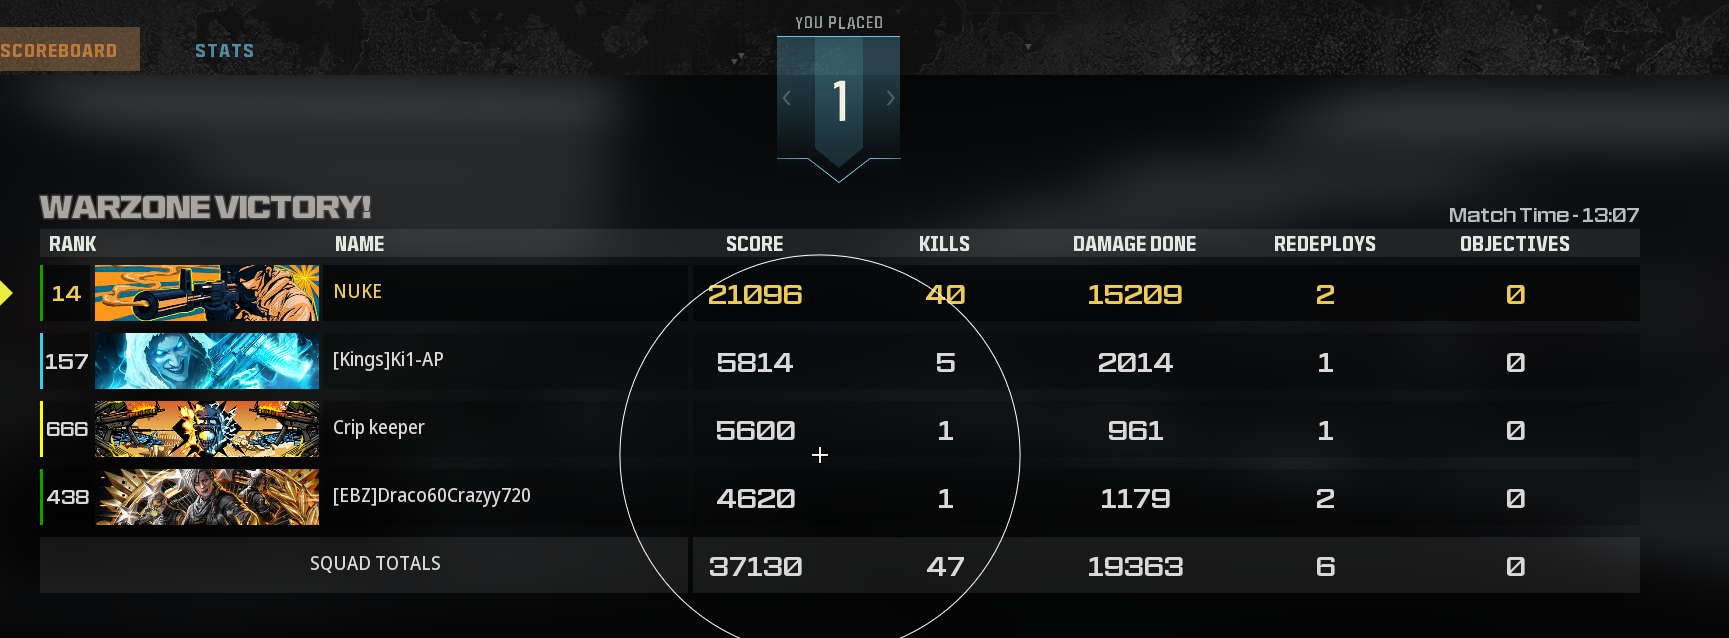 YOU PLACED
SCOREBOARD STATS
1
WARZONE VICTORY!
Match Time - 13:07
RANK NAME SCORE KILLS DAMAGE DONE REDEPLOYS OBJECTIVES
14 NUKE 21096 40 15209 2 0
157 [Kings]Ki1-AP 5814 5 2014 1 0
666 Crip keeper 5600 1 961 1 0
438 [EBZ]Draco60Crazyy720 4620 1 1179 2 0
SQUAD TOTALS 37130 47 19363 6 0